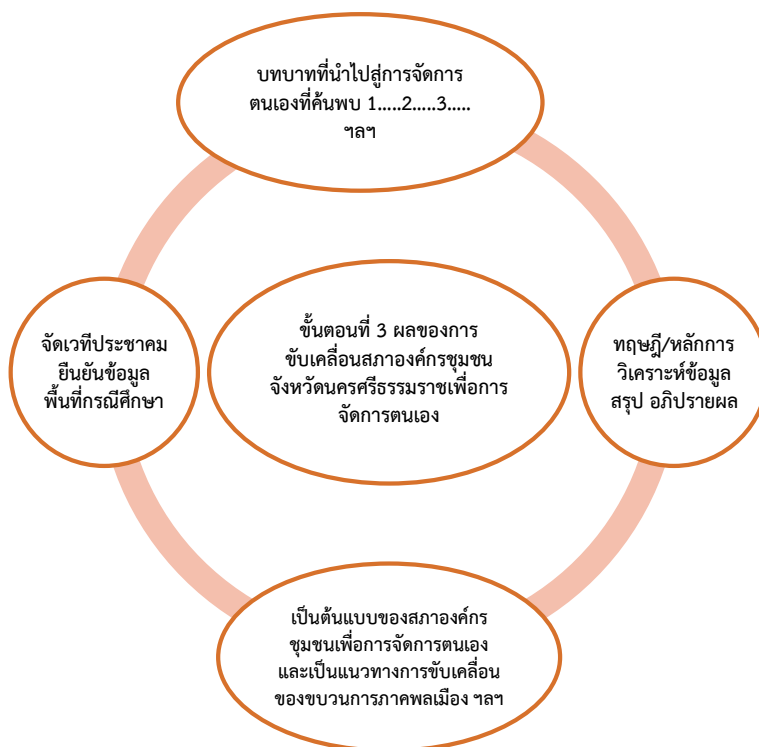 บทบาทที่นำไปสู่การจัดการ
ตนเองที่ค้นพบ 1.....2.....3.....
ฯลฯ
จัดเวทีประชาคม
ยืนยันข้อมูล
พื้นที่กรณีศึกษา
ขั้นตอนที่ 3 ผลของการ
ขับเคลื่อนสภาองค์กรชุมชน
จังหวัดนครศรีธรรมราชเพื่อการ
จัดการตนเอง
ทฤษฎี/หลักการ
วิเคราะห์ข้อมูล
สรุป อภิปรายผล
เป็นต้นแบบของสภาองค์กร
ชุมชนเพื่อการจัดการตนเอง
และเป็นแนวทางการขับเคลื่อน
ของขบวนการภาคพลเมือง ฯลฯ